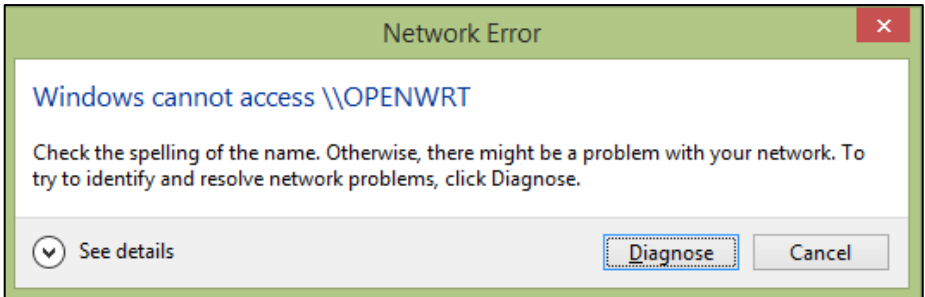 Network Error
Windows cannot access \\OPENWRT
Check the spelling of the name. Otherwise, there might be a problem with your network. To
try to identify and resolve network problems, click Diagnose.
See details
Diagnose
Cancel